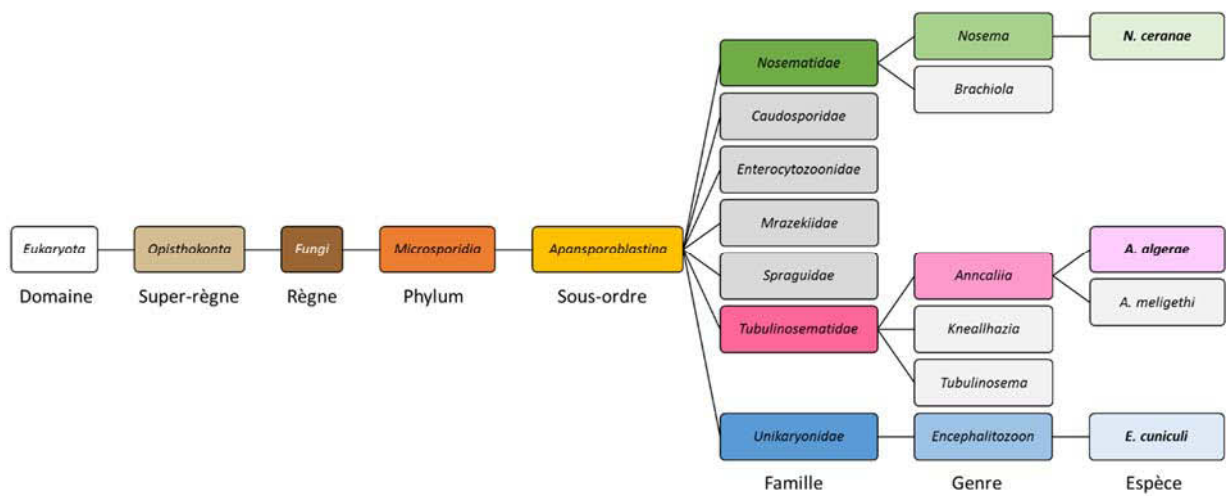 Nosematidae
Nosema
N. ceranae
Brachiola
Caudosporidae
Enterocytozoonidae
Mrazekiidae
Eukaryota
Opisthokonta
Fungi
Microsporidia
Apansporoblastina
Domaine
Super-règne
Règne
Phylum
Sous-ordre
Spraguidae
Tubulinosematidae
Anncaliia
A. algerae
A. meligethi
Kneallhazia
Tubulinosema
Unikaryonidae
Encephalitozoon
E. cuniculi
Famille
Genre
Espèce